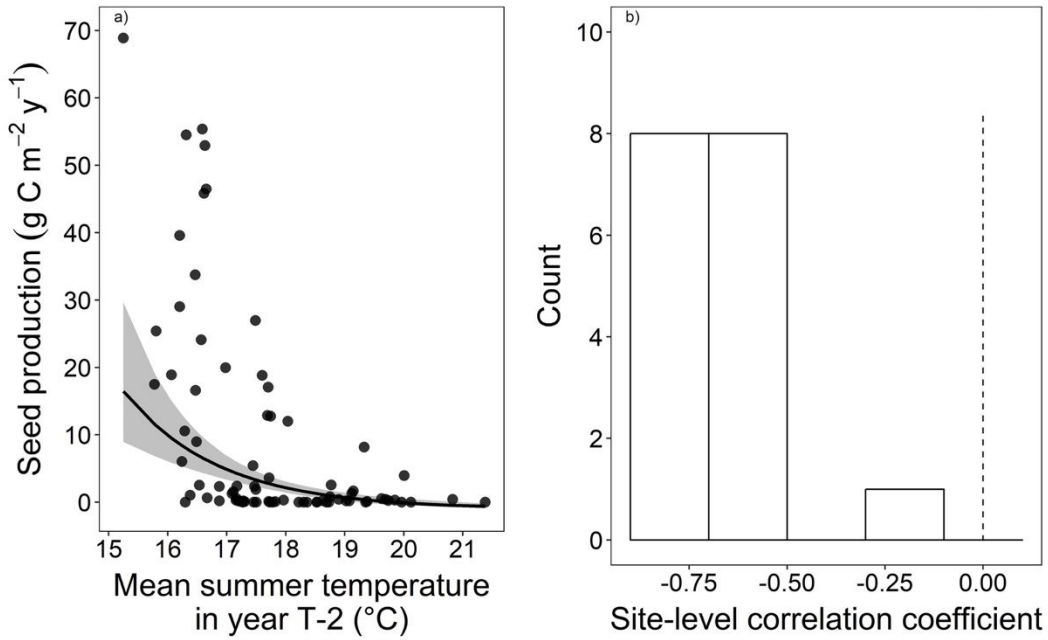 a)
70
60
50
40
30
20
10
0
Seed production (g C m⁻² y⁻¹)
15 16 17 18 19 20 21
Mean summer temperature
in year T-2 (°C)
b)
10
8
6
4
2
0
Count
-0.75 -0.50 -0.25 0.00
Site-level correlation coefficient